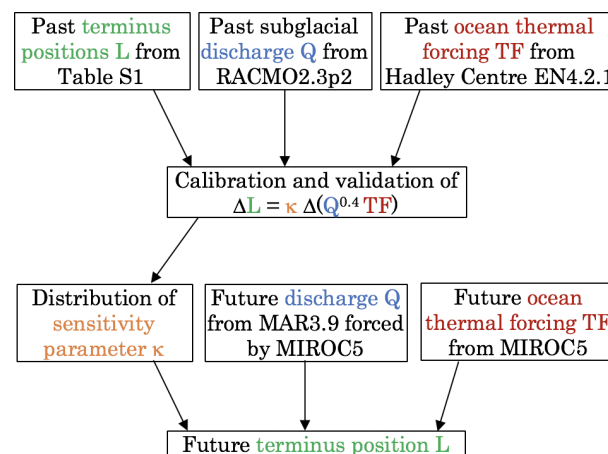 Past terminus
positions L from
Table S1
Past subglacial
discharge Q from
RACMO2.3p2
Past ocean thermal
forcing TF from
Hadley Centre EN4.2.1
Calibration and validation of
ΔL = κ Δ(Q⁰·⁴ TF)
Distribution of
sensitivity
parameter κ
Future discharge Q
from MAR3.9 forced
by MIROC5
Future ocean
thermal forcing TF
from MIROC5
Future terminus position L